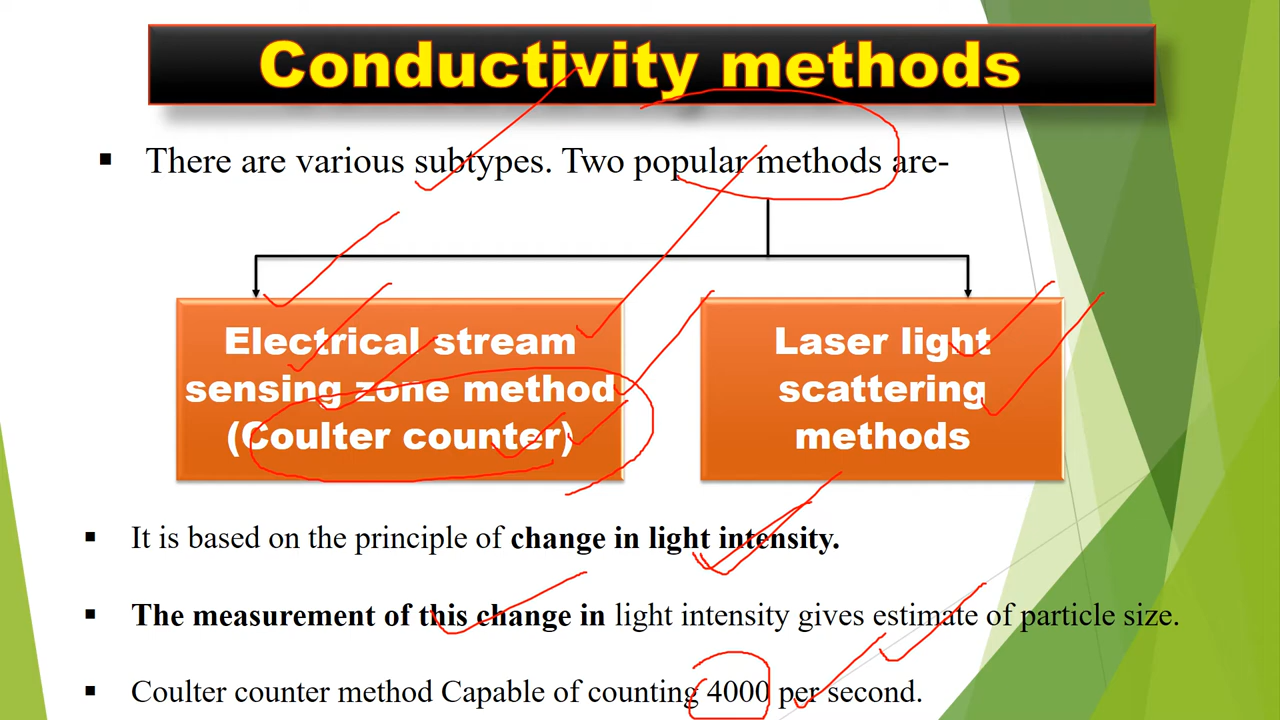 Conductivity methods
▪ There are various subtypes. Two popular methods are-
Electrical stream
sensing zone method
(Coulter counter)
Laser light
scattering
methods
▪ It is based on the principle of change in light intensity.
▪ The measurement of this change in light intensity gives estimate of particle size.
▪ Coulter counter method Capable of counting 4000 per second.